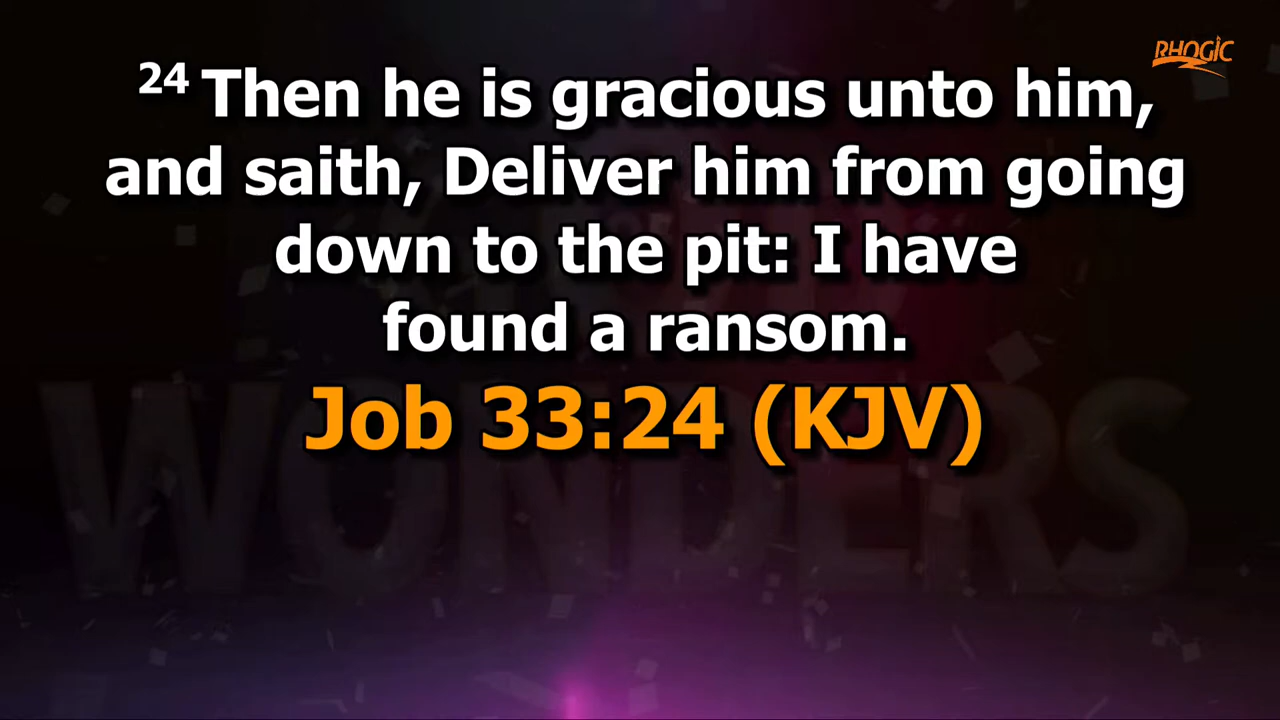 RHOGIC
24 Then he is gracious unto him,
and saith, Deliver him from going
down to the pit: I have
found a ransom.
Job 33:24 (KJV)
WONDERS